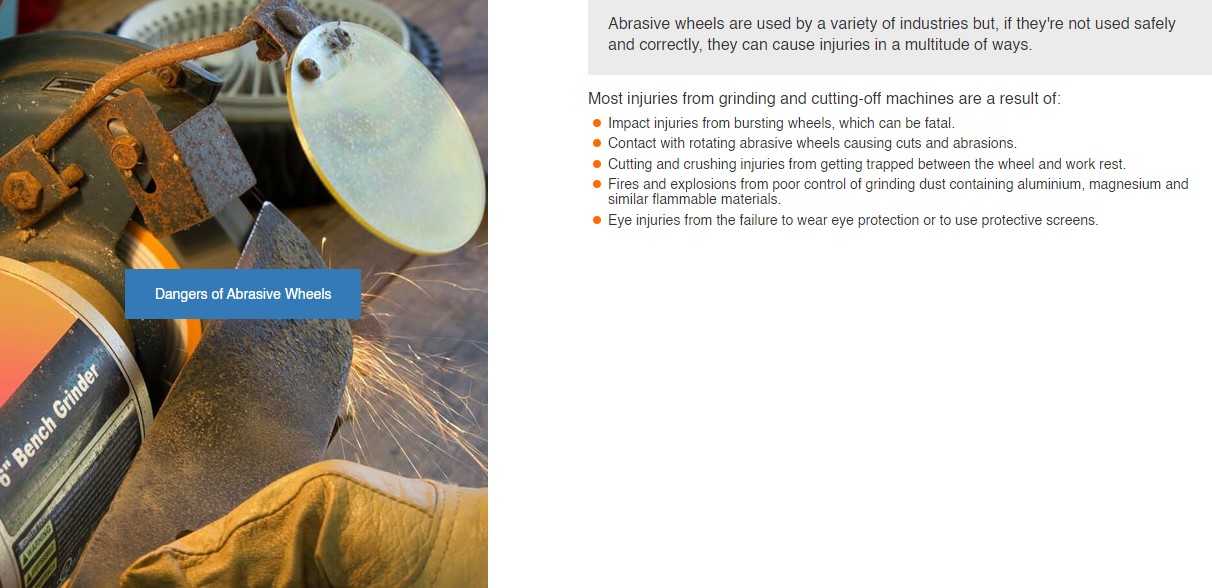 Abrasive wheels are used by a variety of industries but, if they're not used safely
and correctly, they can cause injuries in a multitude of ways.
Most injuries from grinding and cutting-off machines are a result of:
Impact injuries from bursting wheels, which can be fatal.
Contact with rotating abrasive wheels causing cuts and abrasions.
Cutting and crushing injuries from getting trapped between the wheel and work rest.
Fires and explosions from poor control of grinding dust containing aluminium, magnesium and
similar flammable materials.
Eye injuries from the failure to wear eye protection or to use protective screens.
Dangers of Abrasive Wheels
6" Bench Grinder
WARNING